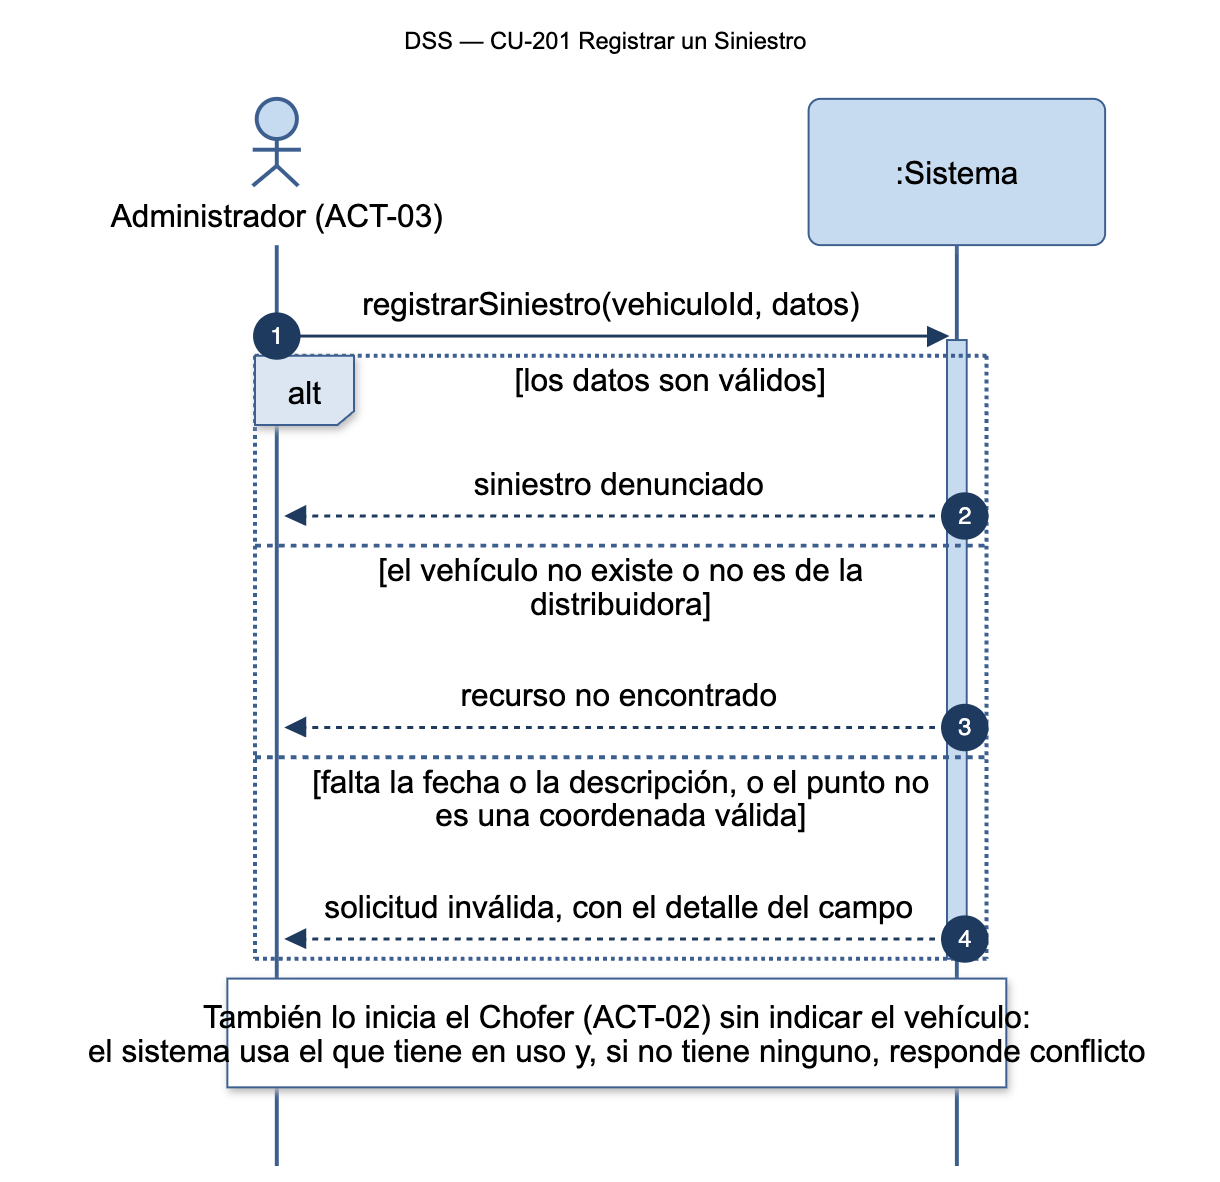 DSS — CU-201 Registrar un Siniestro
Administrador (ACT-03)
:Sistema
registrarSiniestro(vehiculoId, datos)
1
alt
[los datos son válidos]
siniestro denunciado
2
[el vehículo no existe o no es de la
distribuidora]
recurso no encontrado
3
[falta la fecha o la descripción, o el punto no
es una coordenada válida]
solicitud inválida, con el detalle del campo
4
También lo inicia el Chofer (ACT-02) sin indicar el vehículo:
el sistema usa el que tiene en uso y, si no tiene ninguno, responde conflicto